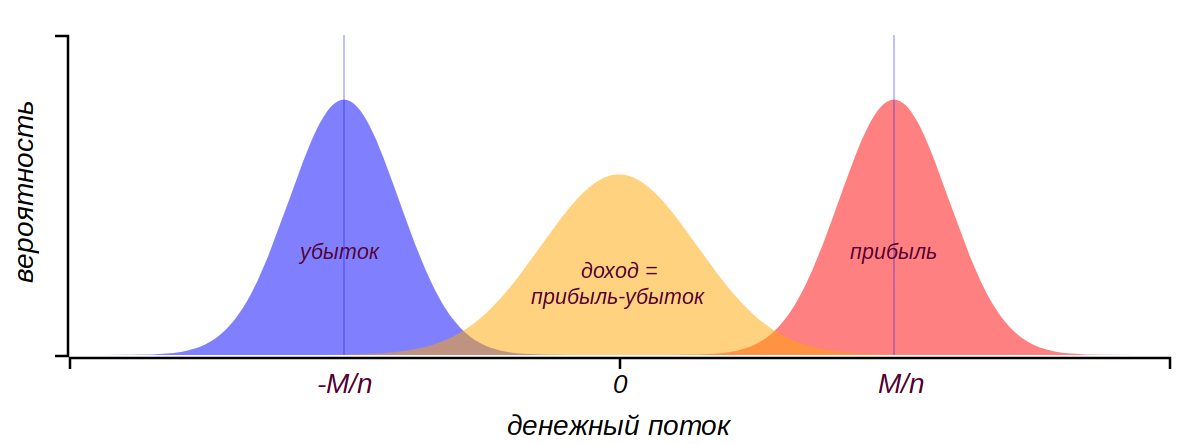 вероятность
убыток
доход =
прибыль-убыток
прибыль
-M/n
0
M/n
денежный поток